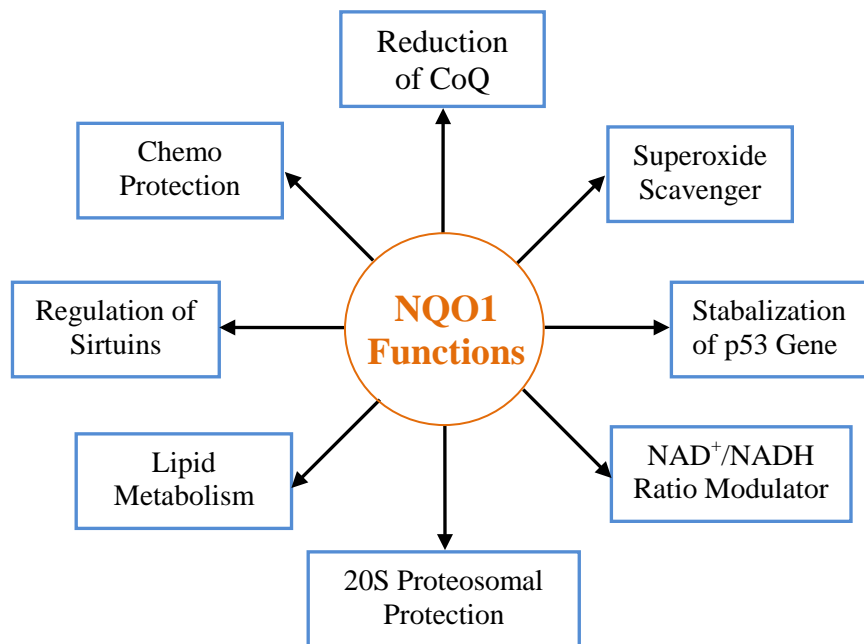 Reduction
of CoQ
Chemo
Protection
Superoxide
Scavenger
Regulation of
Sirtuins
NQO1
Functions
Stabalization
of p53 Gene
Lipid
Metabolism
NAD⁺/NADH
Ratio Modulator
20S Proteosomal
Protection